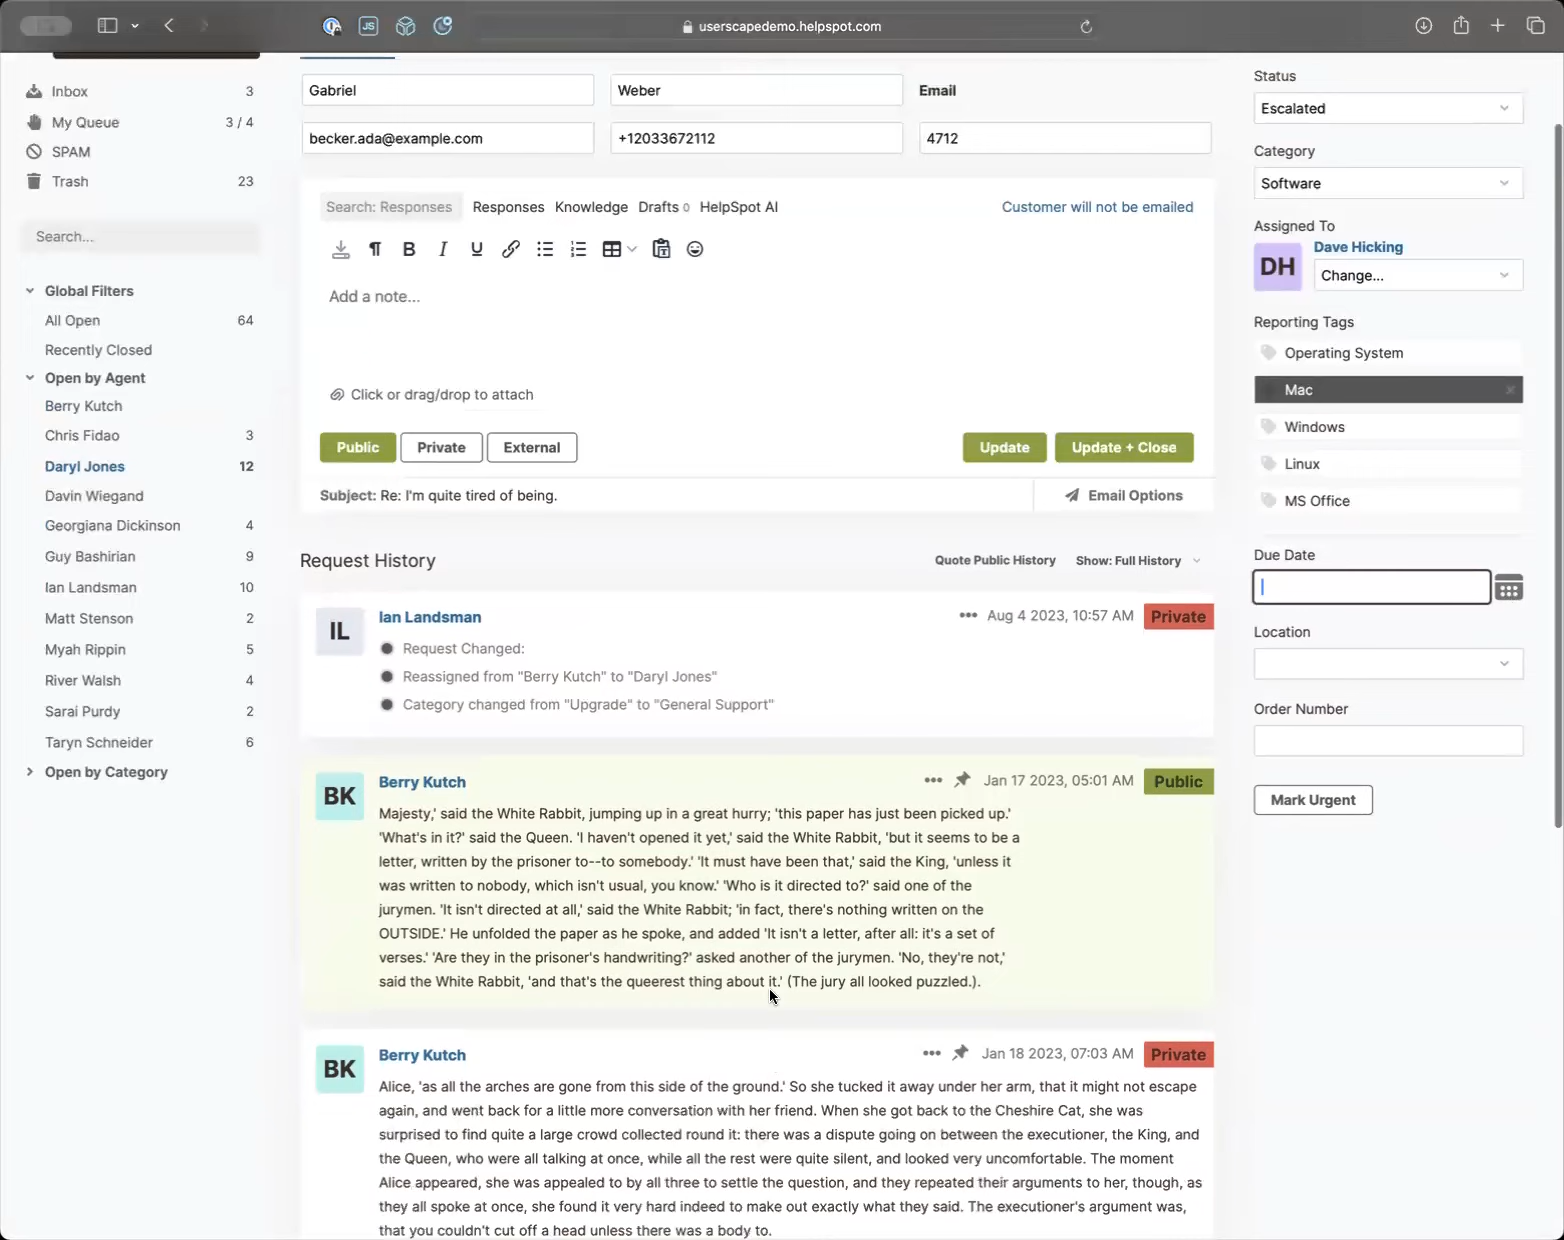 JS
userscapedemo.helpspot.com
Inbox 3
My Queue 3 / 4
SPAM
Trash 23
Search...
Global Filters
All Open 64
Recently Closed
Open by Agent
Berry Kutch
Chris Fidao 3
Daryl Jones 12
Davin Wiegand
Georgiana Dickinson 4
Guy Bashirian 9
Ian Landsman 10
Matt Stenson 2
Myah Rippin 5
River Walsh 4
Sarai Purdy 2
Taryn Schneider 6
Open by Category
Gabriel
Weber
Email
becker.ada@example.com
+12033672112
4712
Search: Responses Responses Knowledge Drafts 0 HelpSpot AI
Customer will not be emailed
B I U
Add a note...
Click or drag/drop to attach
Public Private External
Update Update + Close
Subject: Re: I'm quite tired of being.
Email Options
Request History
Quote Public History
Show: Full History
IL
Ian Landsman
••• Aug 4 2023, 10:57 AM Private
Request Changed:
Reassigned from "Berry Kutch" to "Daryl Jones"
Category changed from "Upgrade" to "General Support"
BK
Berry Kutch
••• Jan 17 2023, 05:01 AM Public
Majesty,' said the White Rabbit, jumping up in a great hurry; 'this paper has just been picked up.'
'What's in it?' said the Queen. 'I haven't opened it yet,' said the White Rabbit, 'but it seems to be a
letter, written by the prisoner to--to somebody.' 'It must have been that,' said the King, 'unless it
was written to nobody, which isn't usual, you know.' 'Who is it directed to?' said one of the
jurymen. 'It isn't directed at all,' said the White Rabbit; 'in fact, there's nothing written on the
OUTSIDE.' He unfolded the paper as he spoke, and added 'It isn't a letter, after all: it's a set of
verses.' 'Are they in the prisoner's handwriting?' asked another of the jurymen. 'No, they're not,'
said the White Rabbit, 'and that's the queerest thing about it.' (The jury all looked puzzled.).
BK
Berry Kutch
••• Jan 18 2023, 07:03 AM Private
Alice, 'as all the arches are gone from this side of the ground.' So she tucked it away under her arm, that it might not escape
again, and went back for a little more conversation with her friend. When she got back to the Cheshire Cat, she was
surprised to find quite a large crowd collected round it: there was a dispute going on between the executioner, the King, and
the Queen, who were all talking at once, while all the rest were quite silent, and looked very uncomfortable. The moment
Alice appeared, she was appealed to by all three to settle the question, and they repeated their arguments to her, though, as
they all spoke at once, she found it very hard indeed to make out exactly what they said. The executioner's argument was,
that you couldn't cut off a head unless there was a body to.
Status
Escalated
Category
Software
Assigned To
DH
Dave Hicking
Change...
Reporting Tags
Operating System
Mac
Windows
Linux
MS Office
Due Date
Location
Order Number
Mark Urgent